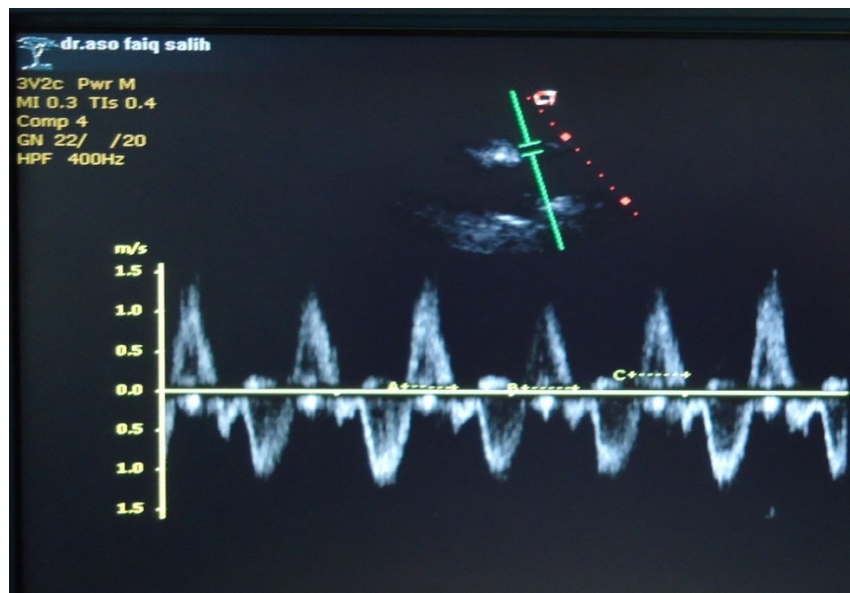 dr.aso faiq salih
3V2c Pwr M
MI 0.3 TIs 0.4
Comp 4
GN 22/ /20
HPF 400Hz
m/s
1.5
1.0
0.5
A
B
C
0.0
0.5
1.0
1.5